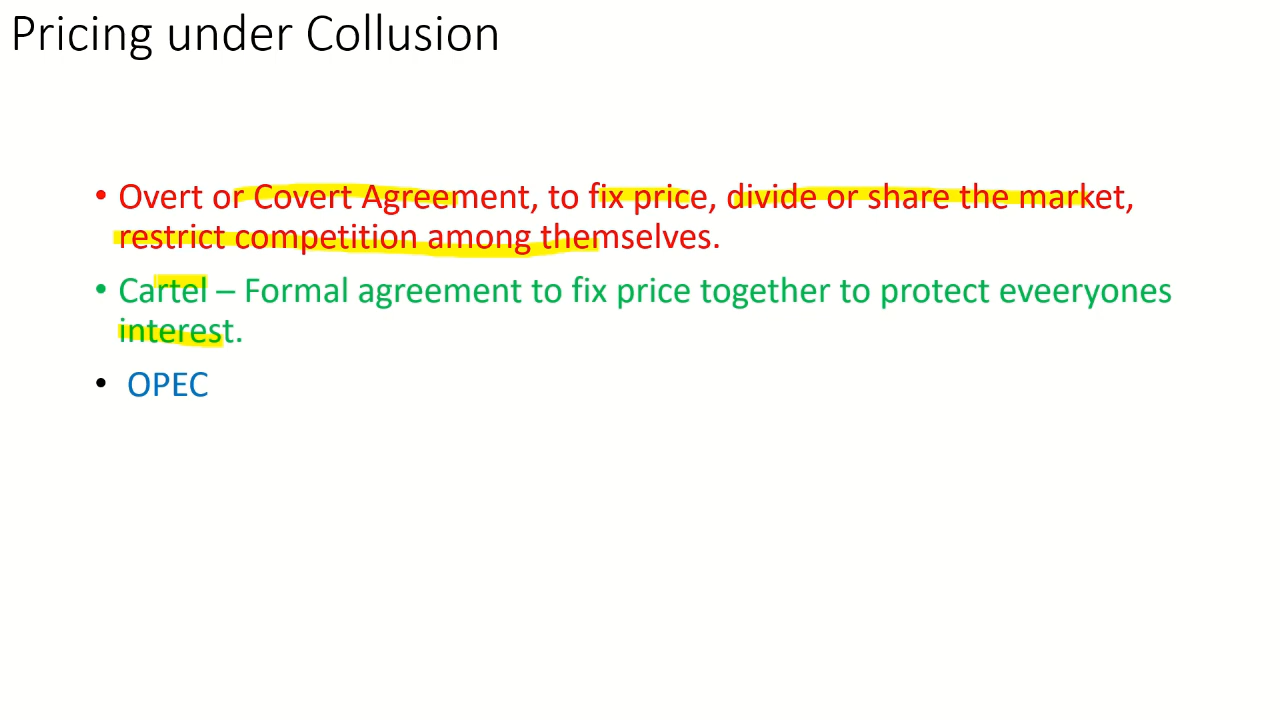 Pricing under Collusion
• Overt or Covert Agreement, to fix price, divide or share the market,
restrict competition among themselves.
• Cartel – Formal agreement to fix price together to protect eveeryones
interest.
• OPEC